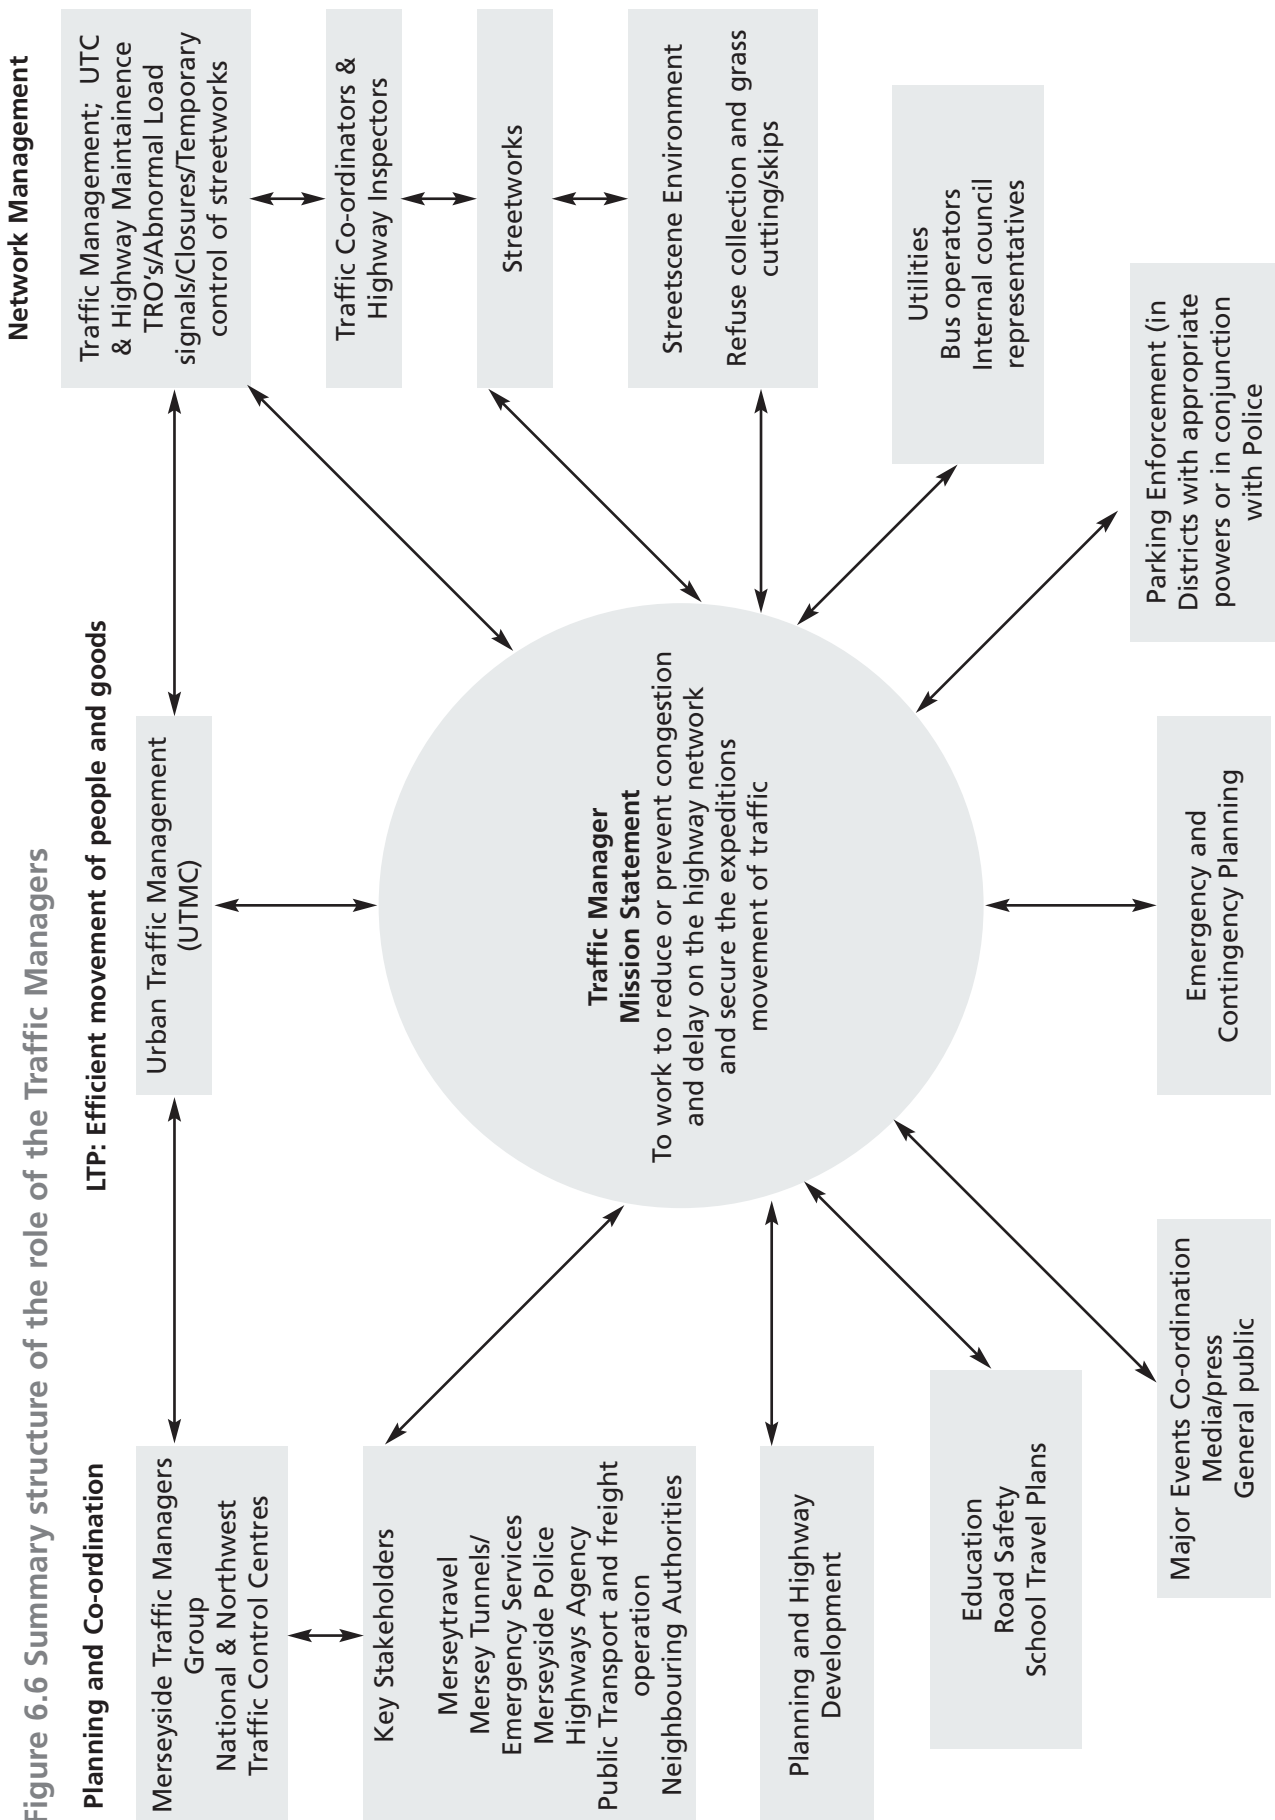 Figure 6.6 Summary structure of the role of the Traffic Managers
Planning and Co-ordination
LTP: Efficient movement of people and goods
Network Management
Merseyside Traffic Managers
Group
National & Northwest
Traffic Control Centres
Urban Traffic Management
(UTMC)
Traffic Management; UTC
& Highway Maintainence
TRO's/Abnormal Load
signals/Closures/Temporary
control of streetworks
Key Stakeholders
Merseytravel
Mersey Tunnels/
Emergency Services
Merseyside Police
Highways Agency
Public Transport and freight
operation
Neighbouring Authorities
Traffic Co-ordinators &
Highway Inspectors
Streetworks
Traffic Manager
Mission Statement
To work to reduce or prevent congestion
and delay on the highway network
and secure the expeditions
movement of traffic
Streetscene Environment
Refuse collection and grass
cutting/skips
Planning and Highway
Development
Utilities
Bus operators
Internal council
representatives
Education
Road Safety
School Travel Plans
Major Events Co-ordination
Media/press
General public
Emergency and
Contingency Planning
Parking Enforcement (in
Districts with appropriate
powers or in conjunction
with Police